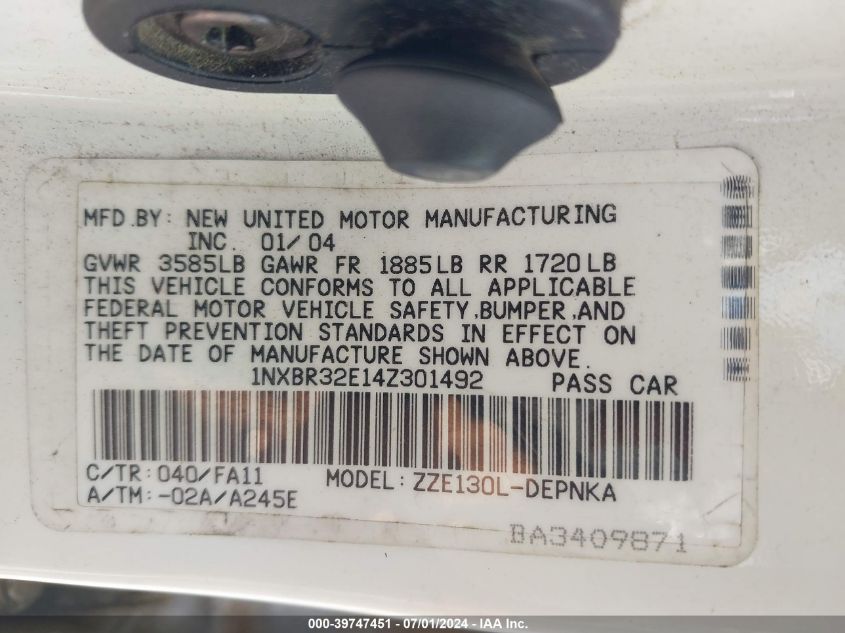 MFD.BY: NEW UNITED MOTOR MANUFACTURING
INC. 01/04
GVWR 3585LB GAWR FR 1885LB RR 1720LB
THIS VEHICLE CONFORMS TO ALL APPLICABLE
FEDERAL MOTOR VEHICLE SAFETY,BUMPER,AND
THEFT PREVENTION STANDARDS IN EFFECT ON
THE DATE OF MANUFACTURE SHOWN ABOVE.
1NXBR32E14Z301492 PASS CAR
C/TR:040/FA11 MODEL:ZZE130L-DEPNKA
A/TM:-02A/A245E
BA3409871
000-39747451 - 07/01/2024 - IAA Inc.